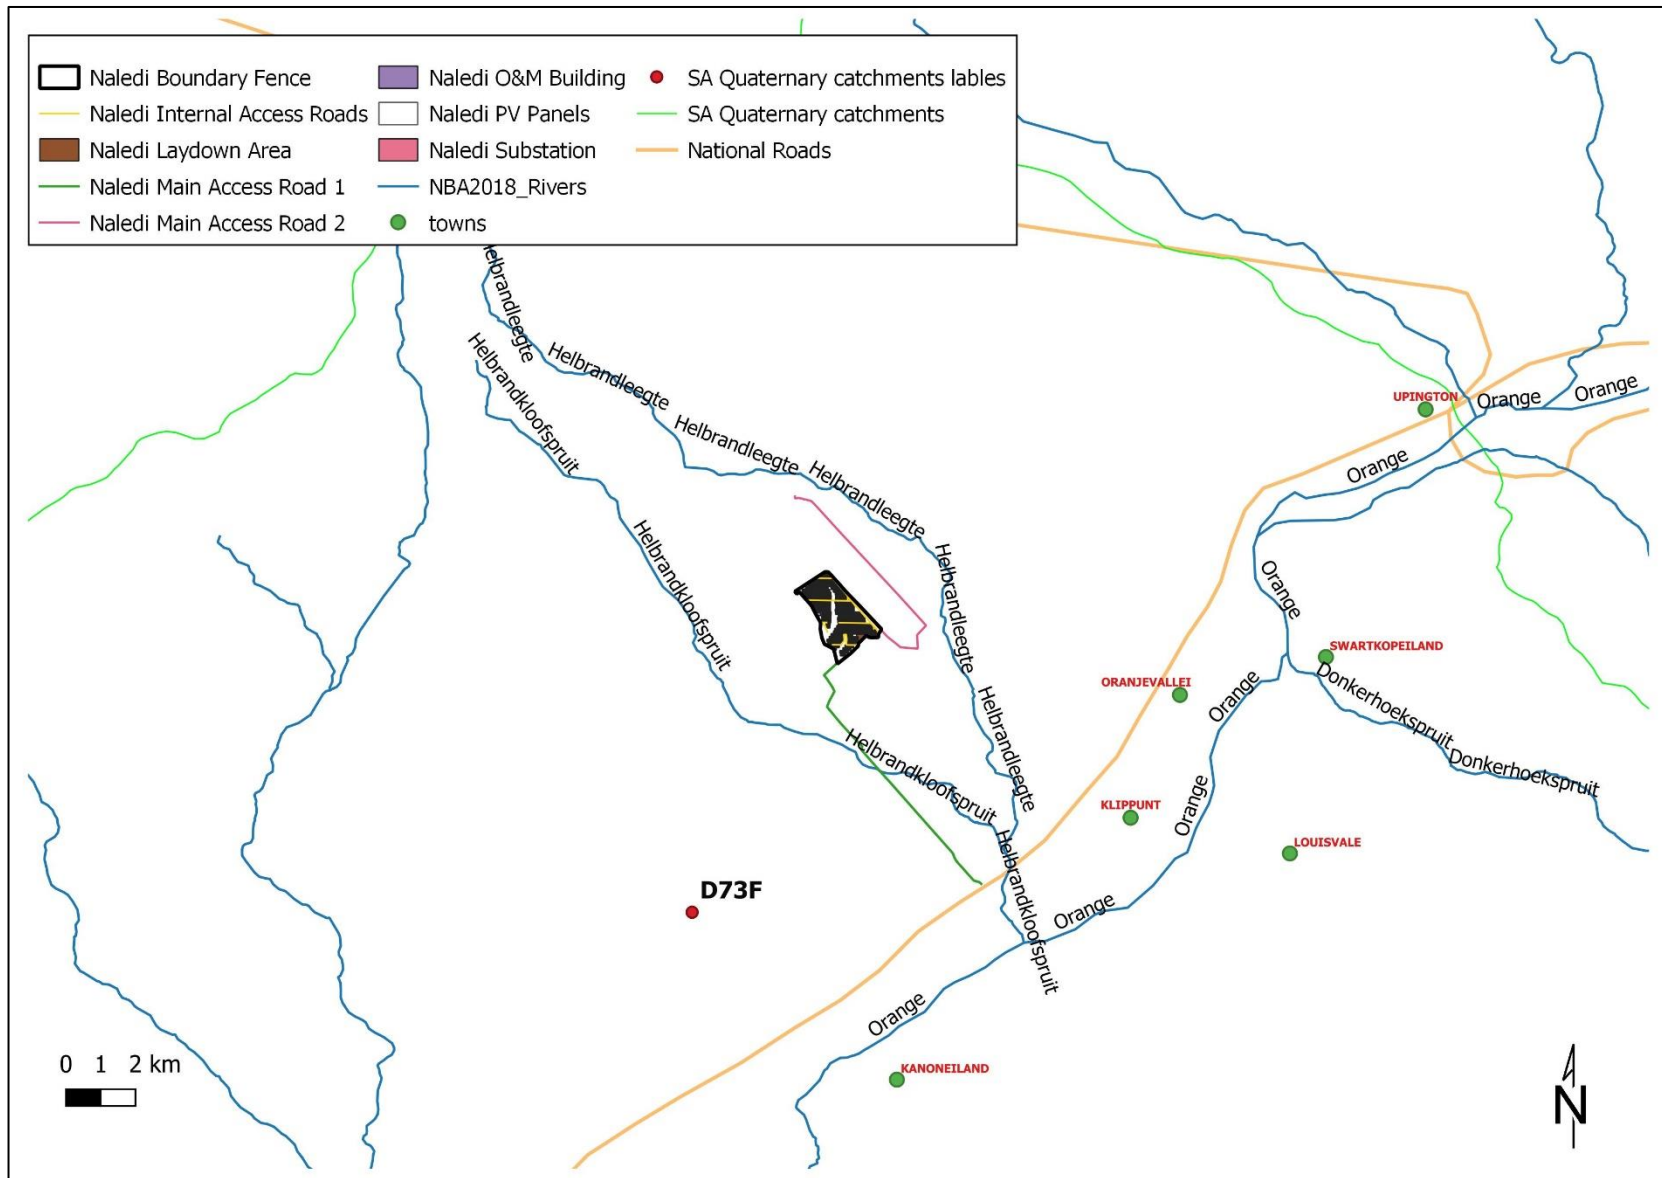 Naledi Boundary Fence
Naledi Internal Access Roads
Naledi Laydown Area
Naledi Main Access Road 1
Naledi Main Access Road 2
Naledi O&M Building
Naledi PV Panels
Naledi Substation
NBA2018_Rivers
towns
SA Quaternary catchments lables
SA Quaternary catchments
National Roads
Helbrandleegte
Helbrandkloofspruit
Helbrandleegte
Helbrandleegte
Helbrandleegte
UPINGTON
Orange
Orange
Orange
Helbrandkloofspruit
Helbrandleegte
Orange
SWARTKOPEILAND
ORANJEVALLEI
Orange
Donkerhoekspruit
Helbrandleegte
Helbrandkloofspruit
Donkerhoekspruit
KLIPPUNT
Orange
LOUISVALE
Helbrandkloofspruit
D73F
Orange
Orange
KANONEILAND
0 1 2 km
N